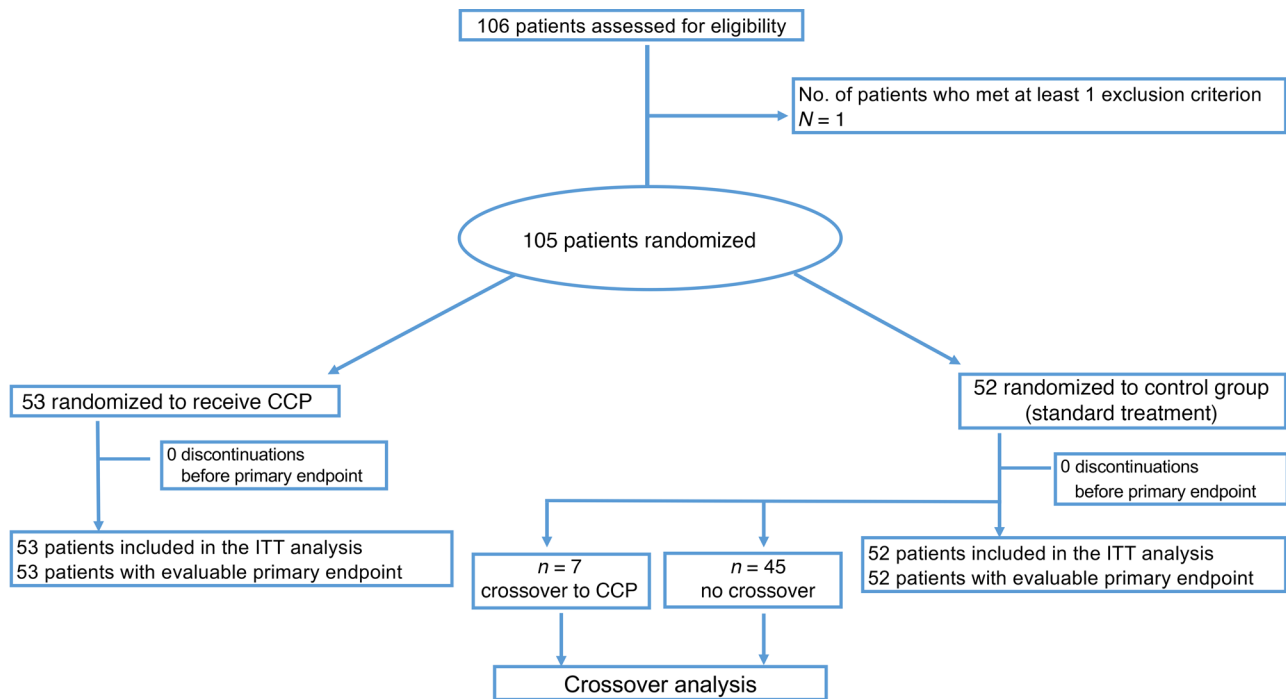 106 patients assessed for eligibility
No. of patients who met at least 1 exclusion criterion
N = 1
105 patients randomized
53 randomized to receive CCP
52 randomized to control group
(standard treatment)
0 discontinuations
before primary endpoint
0 discontinuations
before primary endpoint
53 patients included in the ITT analysis
53 patients with evaluable primary endpoint
n = 7
crossover to CCP
n = 45
no crossover
52 patients included in the ITT analysis
52 patients with evaluable primary endpoint
Crossover analysis